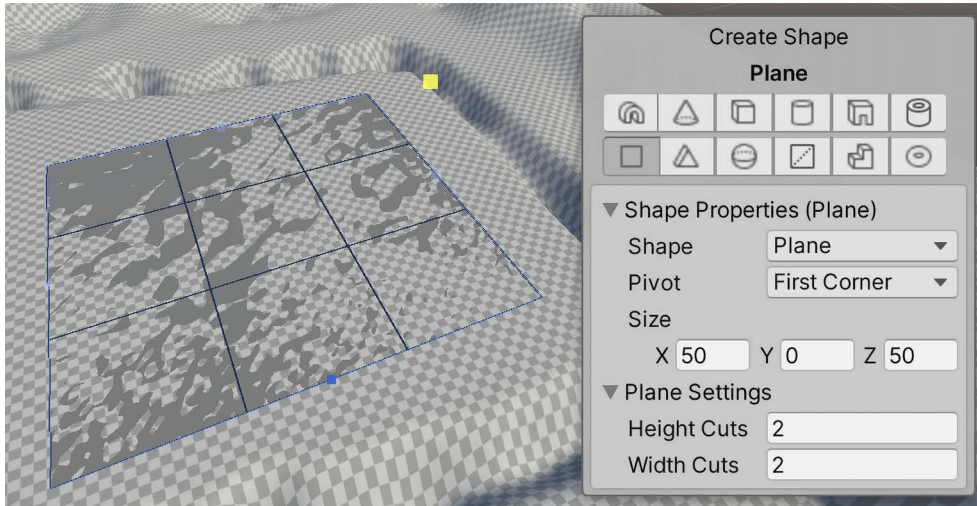 Create Shape
Plane
Shape Properties (Plane)
Shape Plane
Pivot First Corner
Size
X 50 Y 0 Z 50
Plane Settings
Height Cuts 2
Width Cuts 2